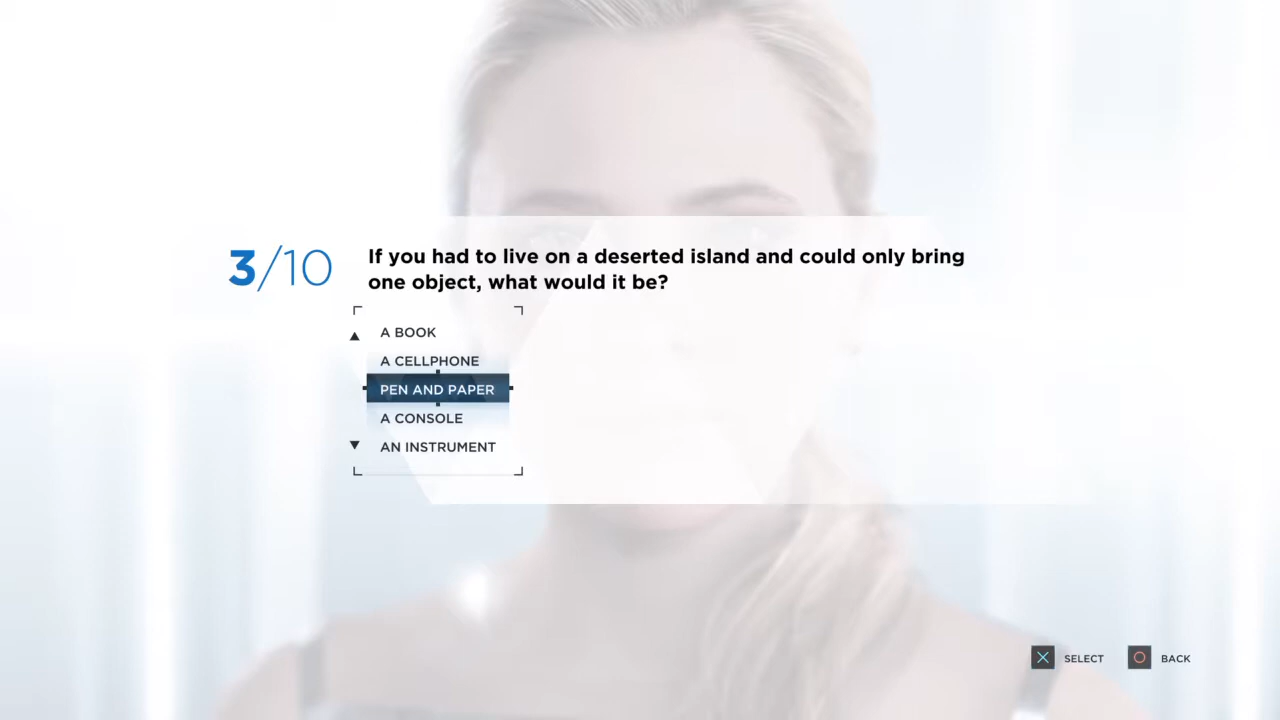 3/10
If you had to live on a deserted island and could only bring
one object, what would it be?
A BOOK
A CELLPHONE
PEN AND PAPER
A CONSOLE
AN INSTRUMENT
SELECT
BACK